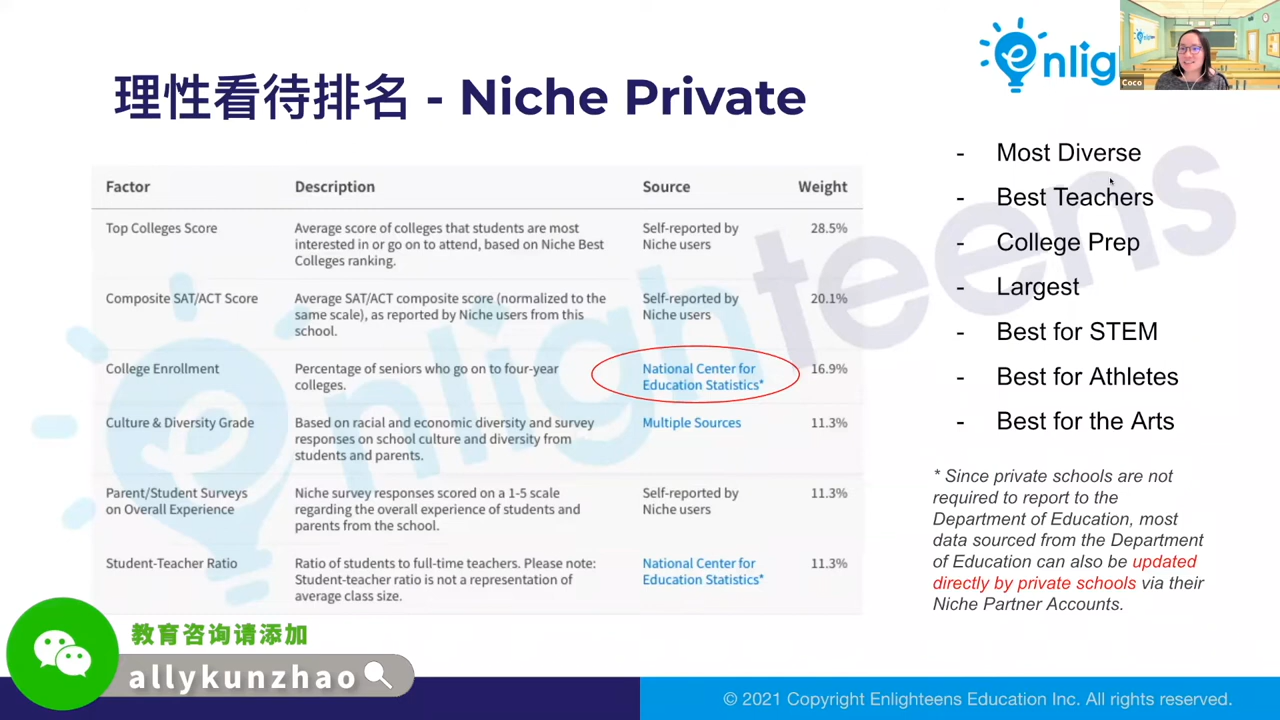 enlig
Coco
理性看待排名 - Niche Private
Factor Description Source Weight
Top Colleges Score
Average score of colleges that students are most
interested in or go on to attend, based on Niche Best
Colleges ranking.
Self-reported by
Niche users
28.5%
Composite SAT/ACT Score
Average SAT/ACT composite score (normalized to the
same scale), as reported by Niche users from this
school.
Self-reported by
Niche users
20.1%
College Enrollment
Percentage of seniors who go on to four-year
colleges.
National Center for
Education Statistics*
16.9%
Culture & Diversity Grade
Based on racial and economic diversity and survey
responses on school culture and diversity from
students and parents.
Multiple Sources
11.3%
Parent/Student Surveys
on Overall Experience
Niche survey responses scored on a 1-5 scale
regarding the overall experience of students and
parents from the school.
Self-reported by
Niche users
11.3%
Student-Teacher Ratio
Ratio of students to full-time teachers. Please note:
Student-teacher ratio is not a representation of
average class size.
National Center for
Education Statistics*
11.3%
- Most Diverse
- Best Teachers
- College Prep
- Largest
- Best for STEM
- Best for Athletes
- Best for the Arts
* Since private schools are not
required to report to the
Department of Education, most
data sourced from the Department
of Education can also be updated
directly by private schools via their
Niche Partner Accounts.
enlighteens
教育咨询请添加
allykunzhao
© 2021 Copyright Enlighteens Education Inc. All rights reserved.